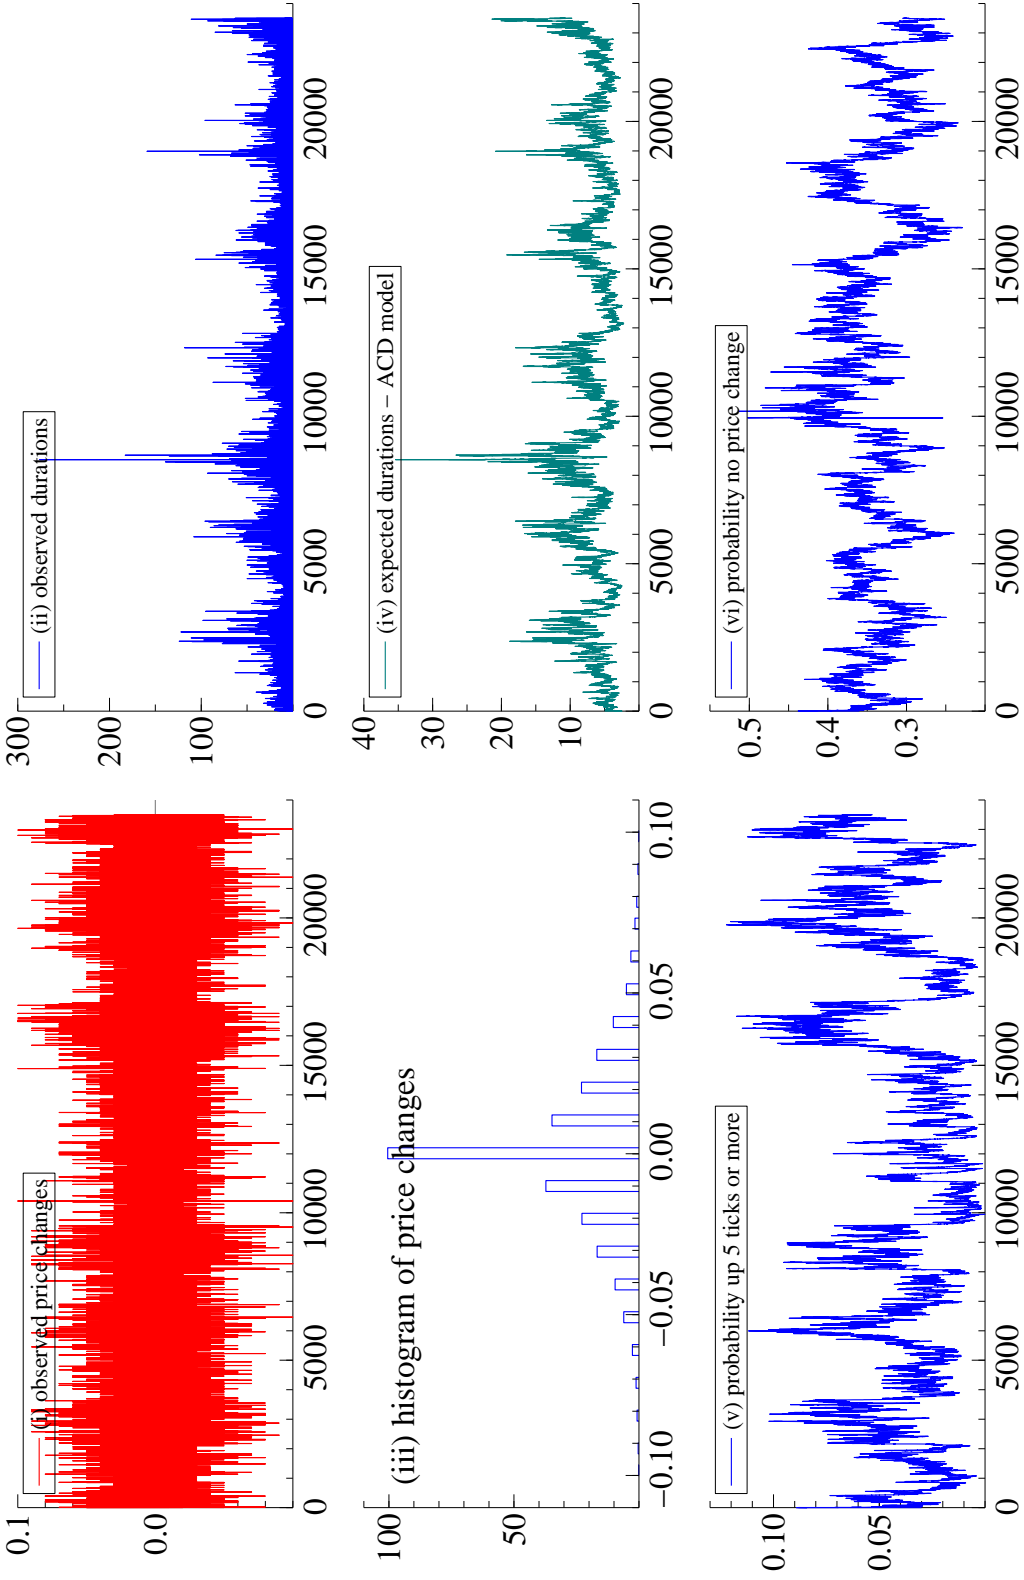 0.1
0.0
(i) observed price changes
0 5000 10000 15000 20000
300
200
100
(ii) observed durations
0 5000 10000 15000 20000
(iii) histogram of price changes
100
50
−0.10 −0.05 0.00 0.05 0.10
40
30
20
10
(iv) expected durations − ACD model
0 5000 10000 15000 20000
0.10
0.05
(v) probability up 5 ticks or more
0 5000 10000 15000 20000
0.5
0.4
0.3
(vi) probability no price change
0 5000 10000 15000 20000